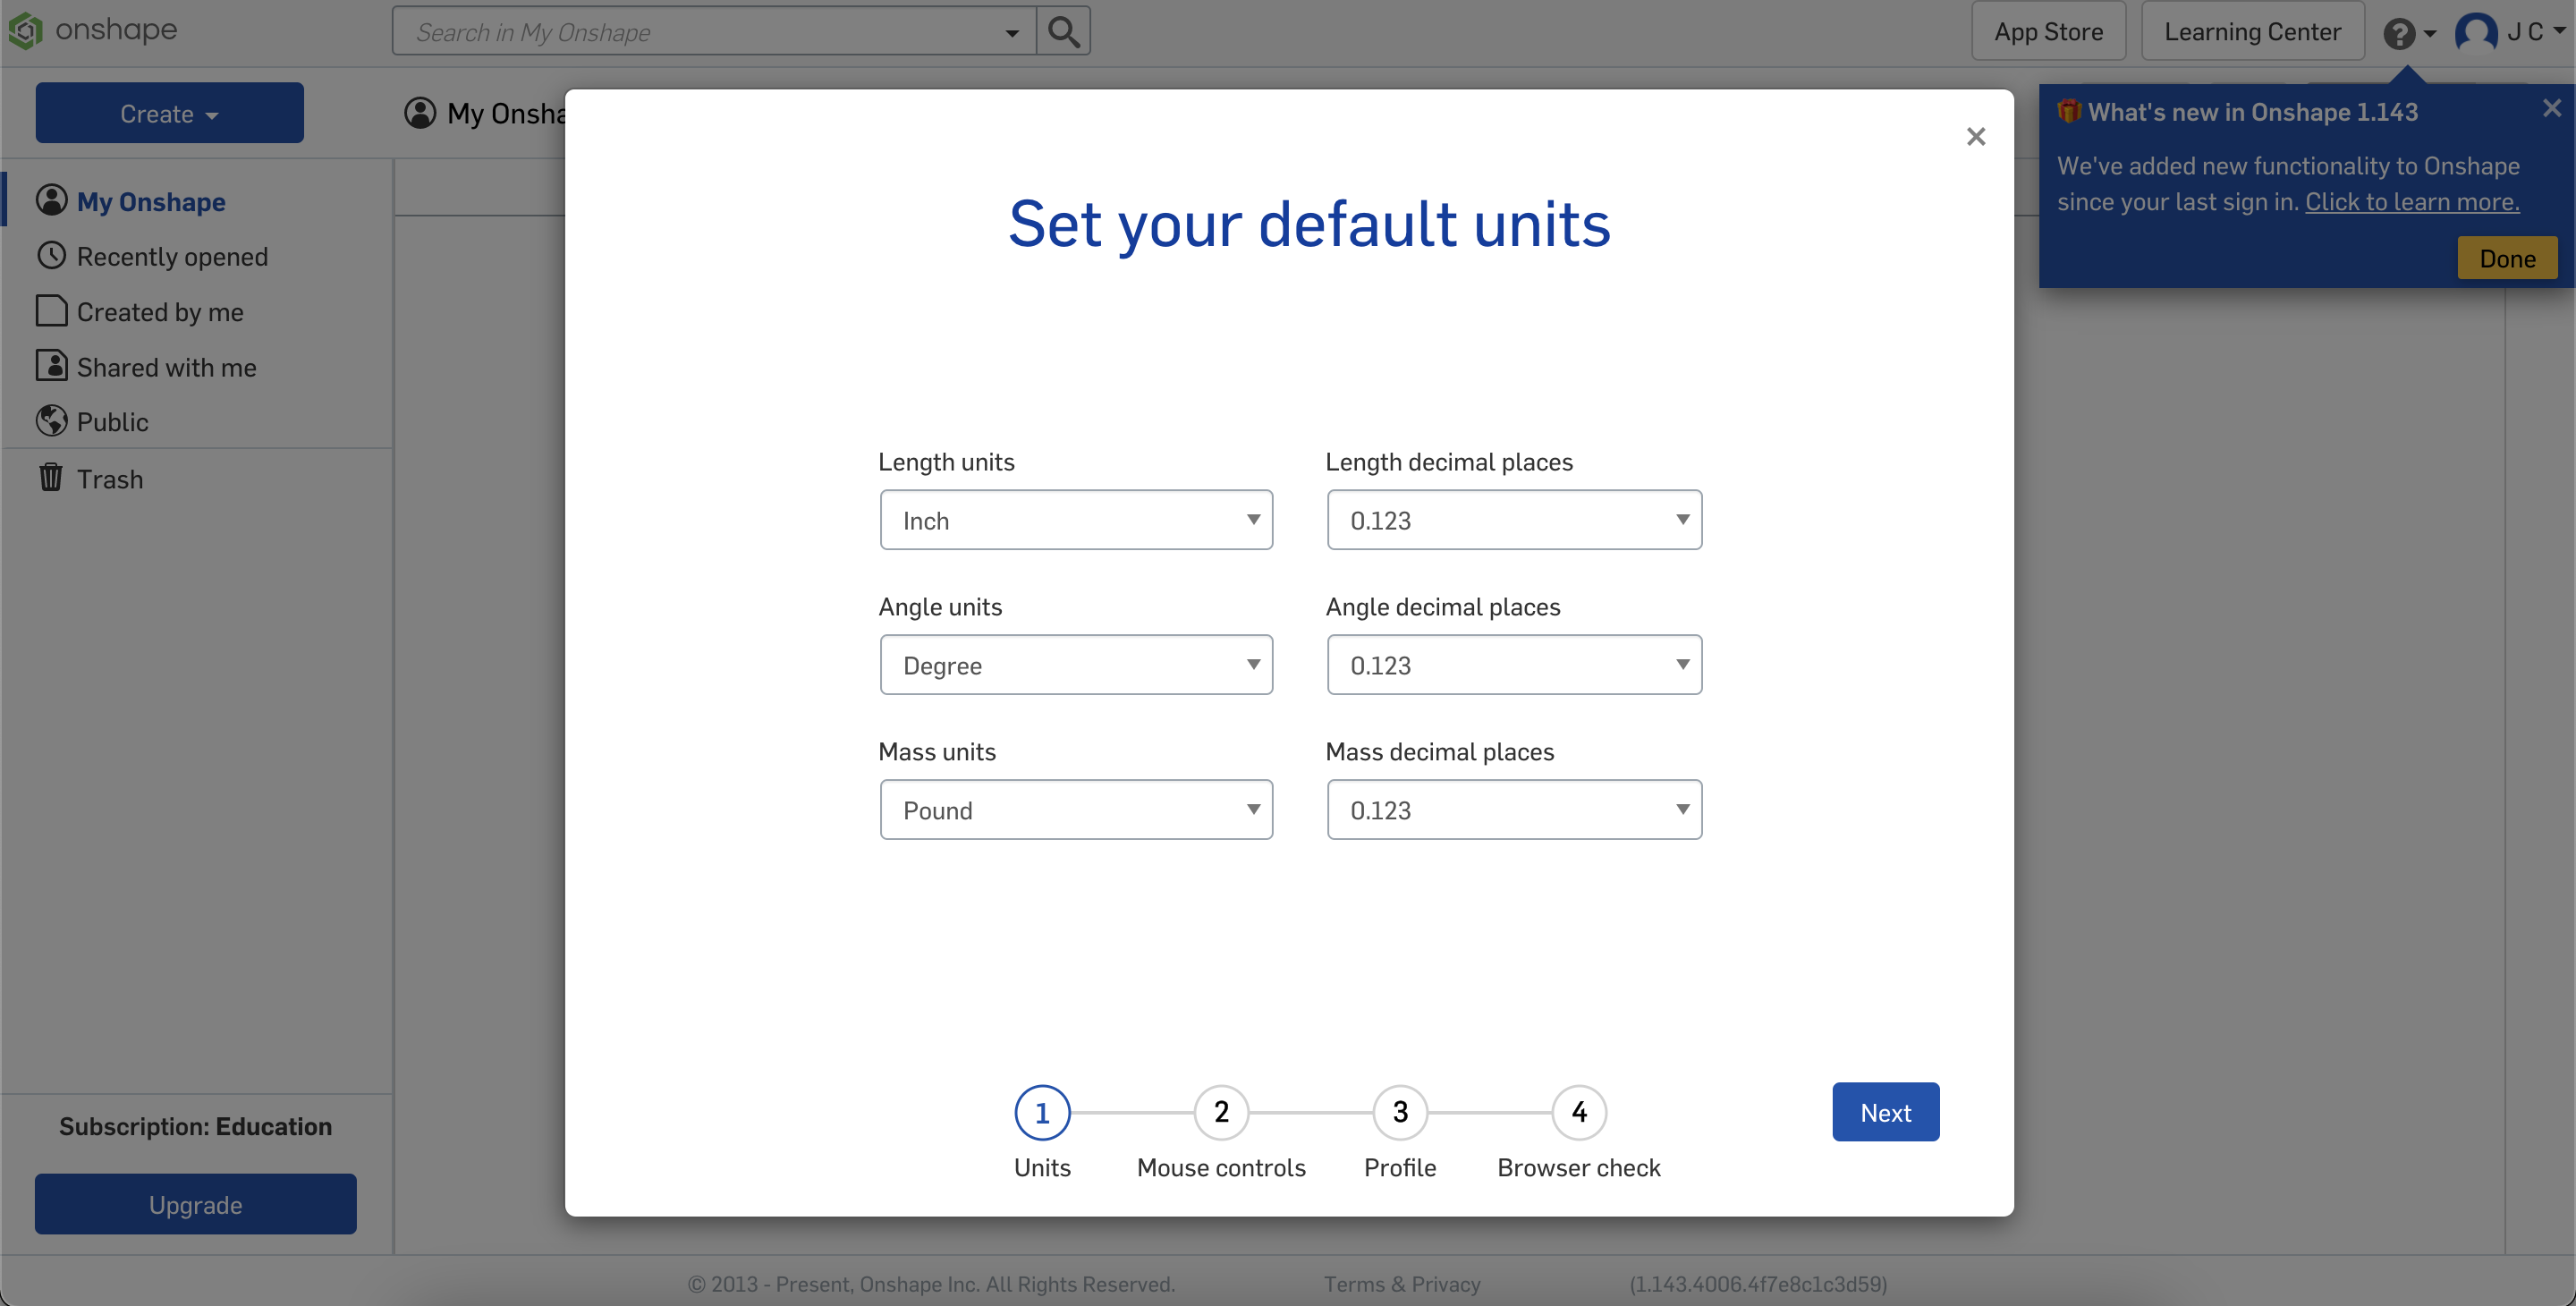 onshape
Search in My Onshape
App Store
Learning Center
J C
Create
My Onsha
What's new in Onshape 1.143
We've added new functionality to Onshape
since your last sign in. Click to learn more.
Done
My Onshape
Recently opened
Created by me
Shared with me
Public
Trash
Subscription: Education
Upgrade
Set your default units
Length units
Length decimal places
Inch
0.123
Angle units
Angle decimal places
Degree
0.123
Mass units
Mass decimal places
Pound
0.123
1
2
3
4
Units
Mouse controls
Profile
Browser check
Next
© 2013 - Present, Onshape Inc. All Rights Reserved.
Terms & Privacy
(1.143.4006.4f7e8c1c3d59)